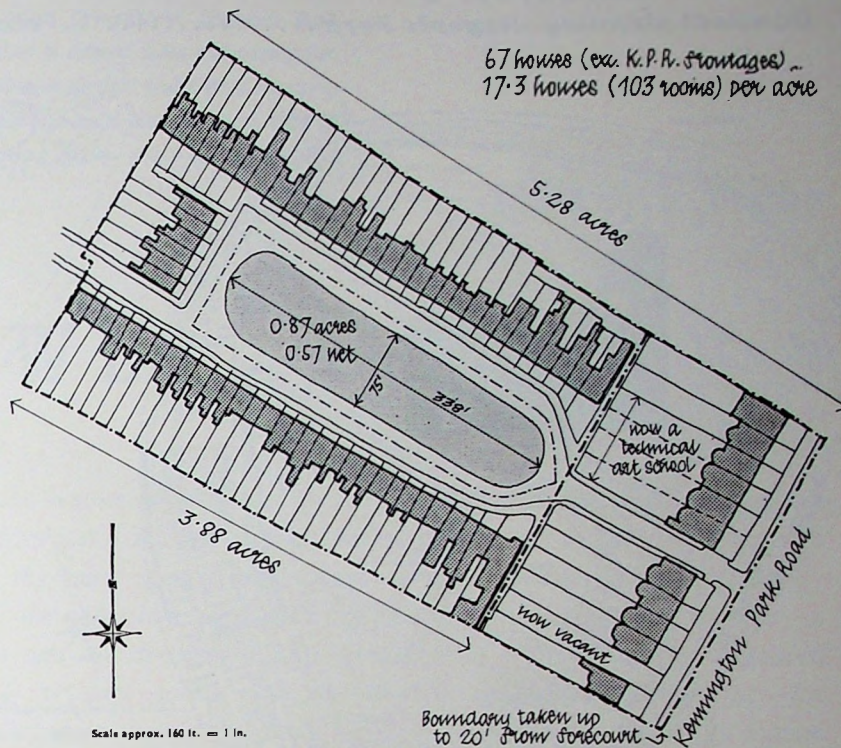 67 houses (exc. K.P.R. frontages) ..
17·3 houses (103 rooms) per acre
5·28 acres
0·87 acres
0·57 net
75'
338'
now a
technical
art school
3·88 acres
now vacant
Kennington Park Road
Boundary taken up
to 20' from forecourt
Scale approx. 160 ft. = 1 in.